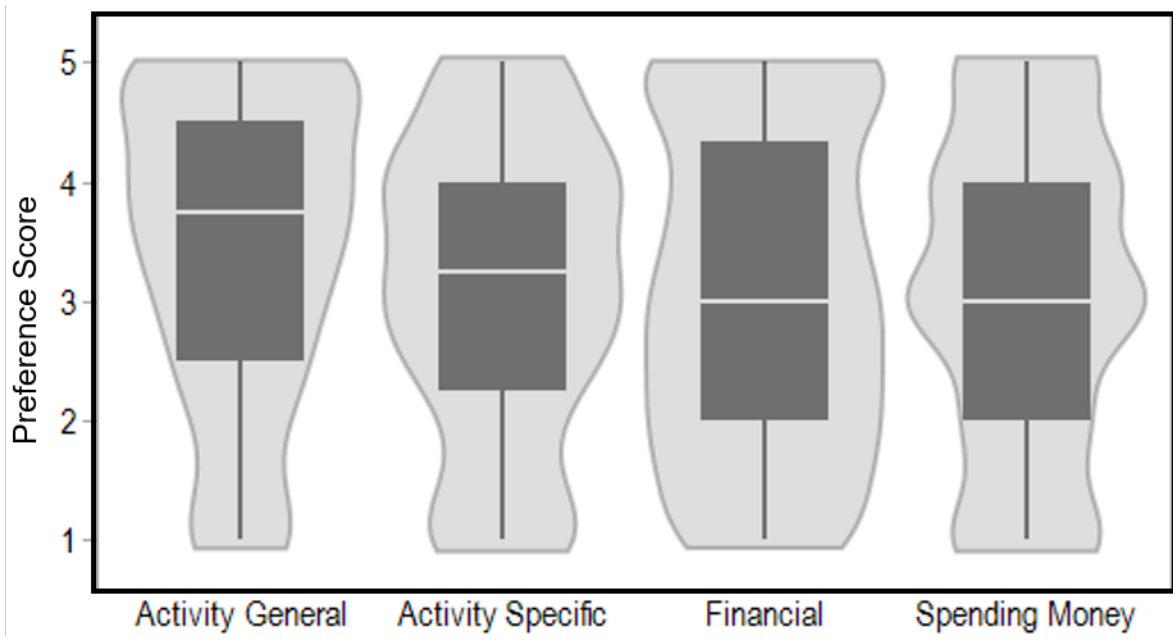 Preference Score
5
4
3
2
1
Activity General
Activity Specific
Financial
Spending Money